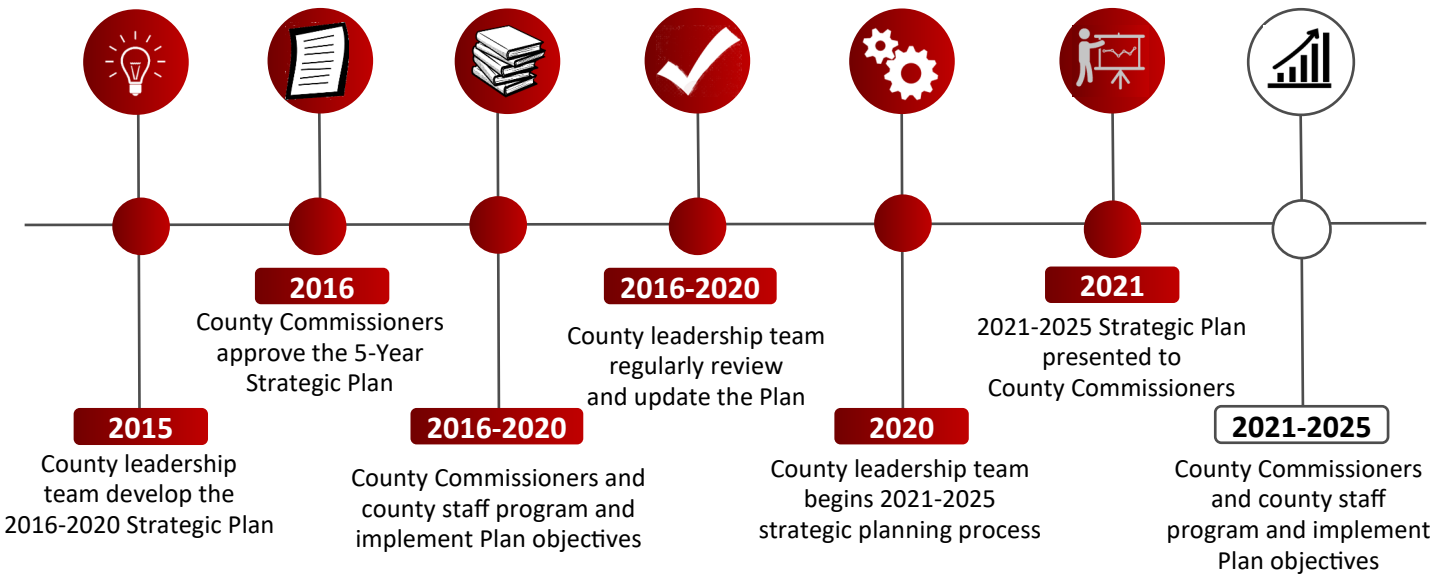 2015
County leadership
team develop the
2016-2020 Strategic Plan
2016
County Commissioners
approve the 5-Year
Strategic Plan
2016-2020
County Commissioners and
county staff program and
implement Plan objectives
2016-2020
County leadership team
regularly review
and update the Plan
2020
County leadership team
begins 2021-2025
strategic planning process
2021
2021-2025 Strategic Plan
presented to
County Commissioners
2021-2025
County Commissioners
and county staff
program and implement
Plan objectives